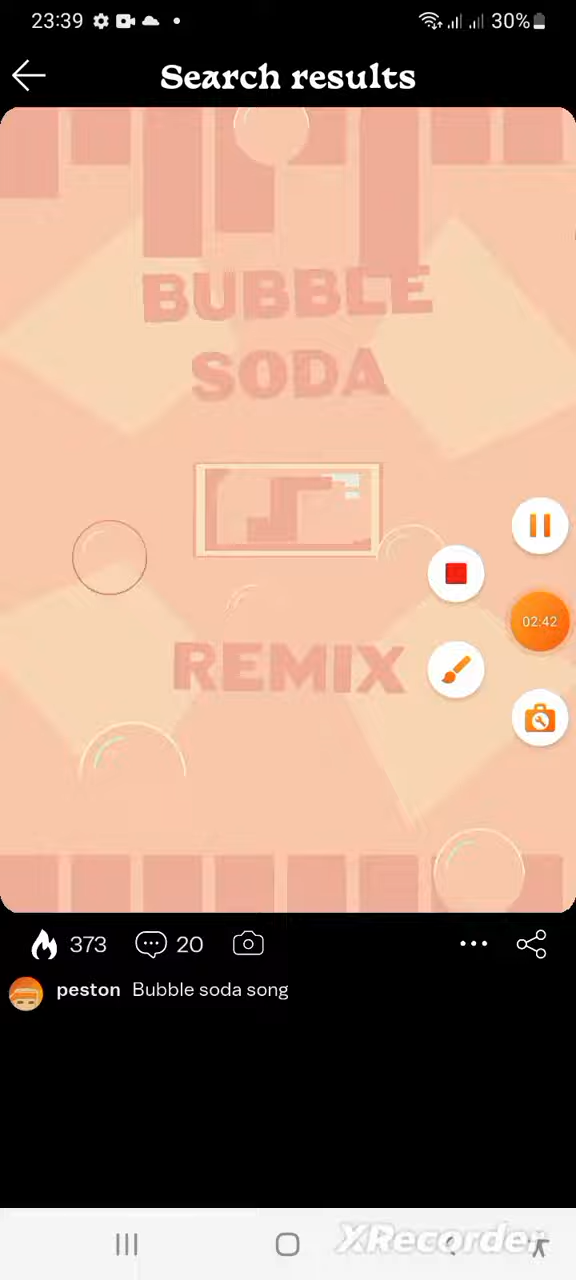 23:39
30%
Search results
BUBBLE
SODA
REMIX
02:42
373
20
peston Bubble soda song
XRecorder